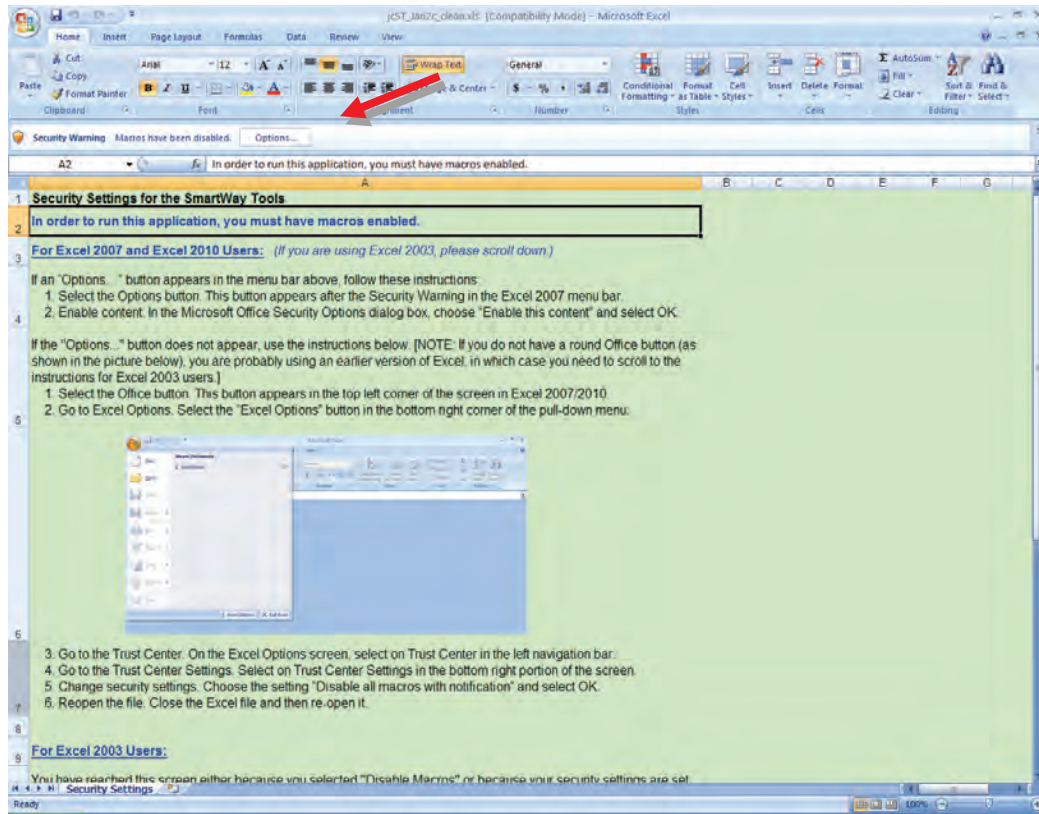 jcST_Jan2c_clean.xls [Compatibility Mode] - Microsoft Excel
Home Insert Page Layout Formulas Data Review View
Paste
Cut
Copy
Format Painter
Clipboard
Arial 12
Font
Wrap Text
& Center
General
Number
Conditional Formatting
Format as Table
Cell Styles
Styles
Insert Delete Format
Cells
AutoSum
Fill
Clear
Sort & Filter
Find & Select
Editing
Security Warning Macros have been disabled. Options...
A2 fx In order to run this application, you must have macros enabled.
A B C D E F G
1 Security Settings for the SmartWay Tools
2 In order to run this application, you must have macros enabled.
3 For Excel 2007 and Excel 2010 Users: (If you are using Excel 2003, please scroll down.)
If an "Options..." button appears in the menu bar above, follow these instructions:
1. Select the Options button. This button appears after the Security Warning in the Excel 2007 menu bar.
4 2. Enable content. In the Microsoft Office Security Options dialog box, choose "Enable this content" and select OK.
If the "Options..." button does not appear, use the instructions below. [NOTE: If you do not have a round Office button (as
shown in the picture below), you are probably using an earlier version of Excel, in which case you need to scroll to the
instructions for Excel 2003 users.]
1. Select the Office button. This button appears in the top left corner of the screen in Excel 2007/2010.
5 2. Go to Excel Options. Select the "Excel Options" button in the bottom right corner of the pull-down menu:
6
3. Go to the Trust Center. On the Excel Options screen, select on Trust Center in the left navigation bar.
4. Go to the Trust Center Settings. Select on Trust Center Settings in the bottom right portion of the screen.
5. Change security settings. Choose the setting "Disable all macros with notification" and select OK.
7 6. Reopen the file. Close the Excel file and then re-open it.
8
9 For Excel 2003 Users:
You have reached this screen either because you selected "Disable Macros" or because your security settings are set
Security Settings
Ready 100%